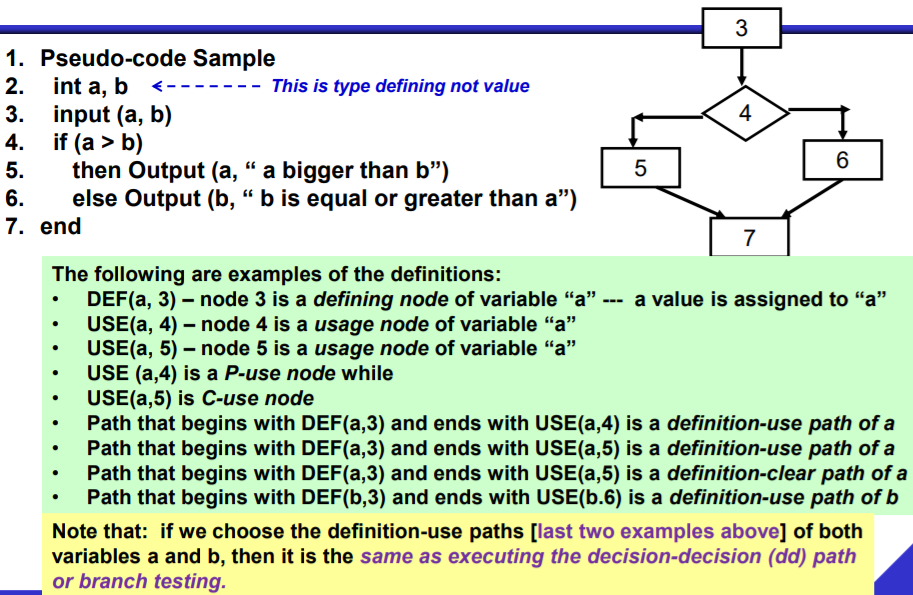 1. Pseudo-code Sample
2. int a, b <------- This is type defining not value
3. input (a, b)
4. if (a > b)
5. then Output (a, “ a bigger than b”)
6. else Output (b, “ b is equal or greater than a”)
7. end
3
4
5
6
7
The following are examples of the definitions:
• DEF(a, 3) – node 3 is a defining node of variable “a” --- a value is assigned to “a”
• USE(a, 4) – node 4 is a usage node of variable “a”
• USE(a, 5) – node 5 is a usage node of variable “a”
• USE (a,4) is a P-use node while
• USE(a,5) is C-use node
• Path that begins with DEF(a,3) and ends with USE(a,4) is a definition-use path of a
• Path that begins with DEF(a,3) and ends with USE(a,5) is a definition-use path of a
• Path that begins with DEF(a,3) and ends with USE(a,5) is a definition-clear path of a
• Path that begins with DEF(b,3) and ends with USE(b.6) is a definition-use path of b
Note that: if we choose the definition-use paths [last two examples above] of both
variables a and b, then it is the same as executing the decision-decision (dd) path
or branch testing.